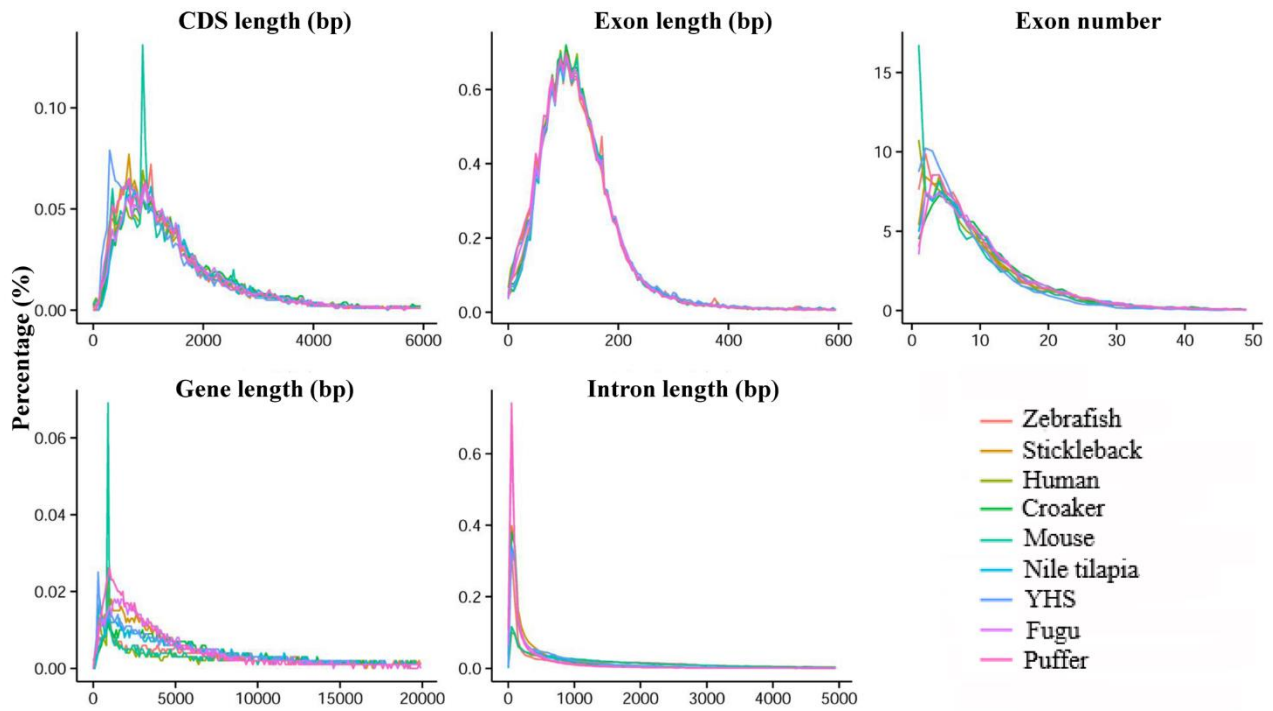 CDS length (bp)
Exon length (bp)
Exon number
0.10
0.05
0.00
0
2000
4000
6000
0.6
0.4
0.2
0.0
0
200
400
600
15
10
5
0
0
10
20
30
40
50
Percentage (%)
Gene length (bp)
Intron length (bp)
0.06
0.04
0.02
0.00
0
5000
10000
15000
20000
0.6
0.4
0.2
0.0
0
1000
2000
3000
4000
5000
Zebrafish
Stickleback
Human
Croaker
Mouse
Nile tilapia
YHS
Fugu
Puffer